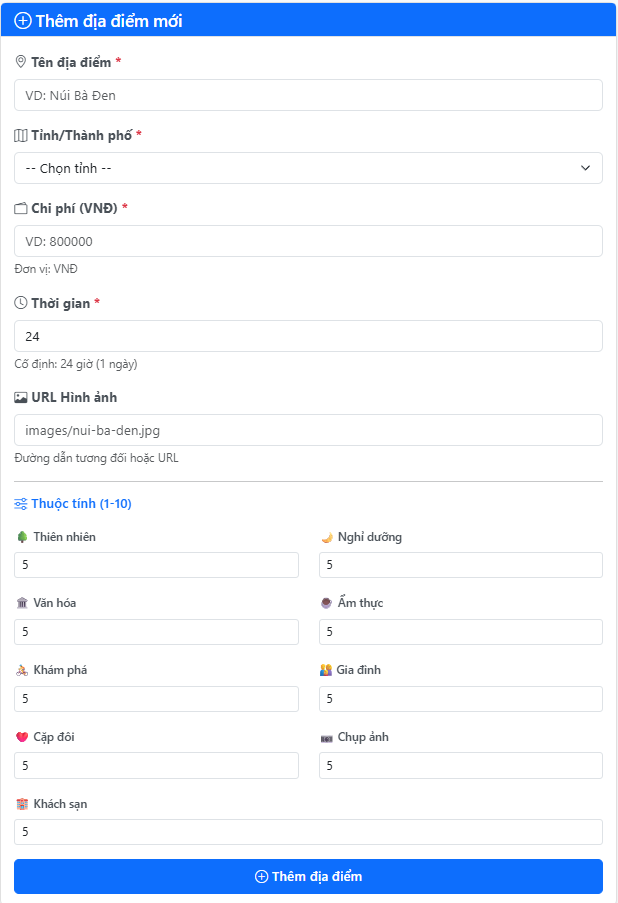 Thêm địa điểm mới
Tên địa điểm *
VD: Núi Bà Đen
Tỉnh/Thành phố *
-- Chọn tỉnh --
Chi phí (VNĐ) *
VD: 800000
Đơn vị: VNĐ
Thời gian *
24
Cố định: 24 giờ (1 ngày)
URL Hình ảnh
images/nui-ba-den.jpg
Đường dẫn tương đối hoặc URL
Thuộc tính (1-10)
Thiên nhiên
5
Nghỉ dưỡng
5
Văn hóa
5
Ẩm thực
5
Khám phá
5
Gia đình
5
Cặp đôi
5
Chụp ảnh
5
Khách sạn
5
Thêm địa điểm